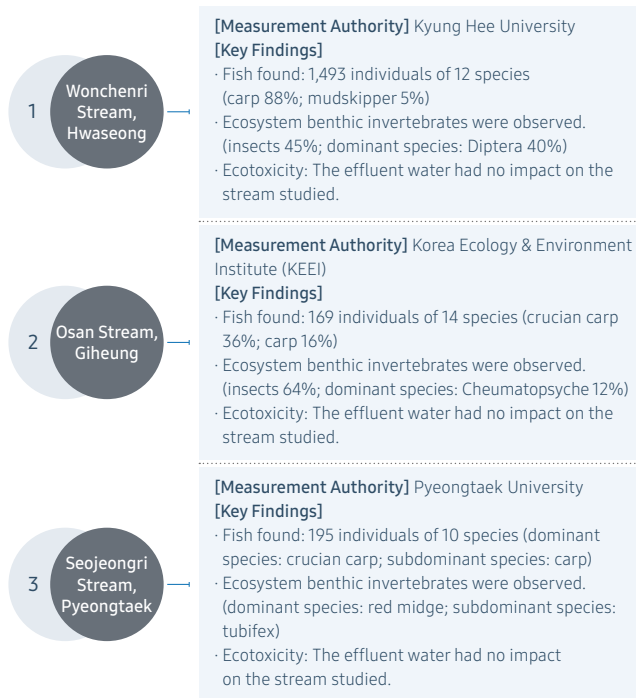 1
Wonchenri
Stream,
Hwaseong
[Measurement Authority] Kyung Hee University
[Key Findings]
· Fish found: 1,493 individuals of 12 species
(carp 88%; mudskipper 5%)
· Ecosystem benthic invertebrates were observed.
(insects 45%; dominant species: Diptera 40%)
· Ecotoxicity: The effluent water had no impact on the
stream studied.
2
Osan Stream,
Giheung
[Measurement Authority] Korea Ecology & Environment
Institute (KEEI)
[Key Findings]
· Fish found: 169 individuals of 14 species (crucian carp
36%; carp 16%)
· Ecosystem benthic invertebrates were observed.
(insects 64%; dominant species: Cheumatopsyche 12%)
· Ecotoxicity: The effluent water had no impact on the
stream studied.
3
Seojeongri
Stream,
Pyeongtaek
[Measurement Authority] Pyeongtaek University
[Key Findings]
· Fish found: 195 individuals of 10 species (dominant
species: crucian carp; subdominant species: carp)
· Ecosystem benthic invertebrates were observed.
(dominant species: red midge; subdominant species:
tubifex)
· Ecotoxicity: The effluent water had no impact
on the stream studied.